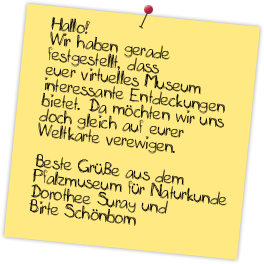 Hallo!
Wir haben gerade
festgestellt, dass
euer virtuelles Museum
interessante Entdeckungen
bietet. Da möchten wir uns
doch gleich auf eurer
Weltkarte verewigen.
Beste Grüße aus dem
Pfalzmuseum für Naturkunde
Dorothee Suray und
Birte Schönborn